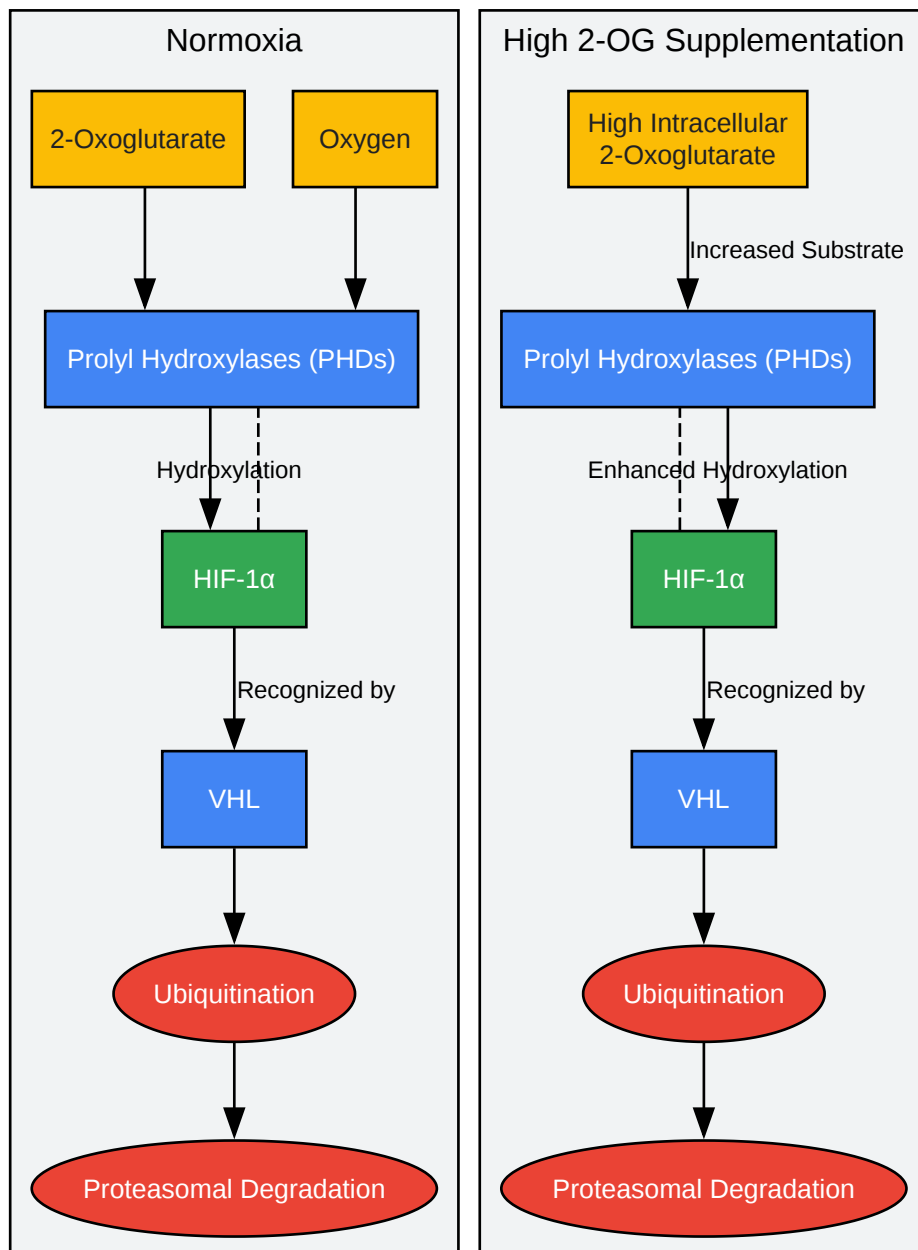 Normoxia
2-Oxoglutarate
Oxygen
Prolyl Hydroxylases (PHDs)
Hydroxylation
HIF-1α
Recognized by
VHL
Ubiquitination
Proteasomal Degradation
High 2-OG Supplementation
High Intracellular
2-Oxoglutarate
Increased Substrate
Prolyl Hydroxylases (PHDs)
Enhanced Hydroxylation
HIF-1α
Recognized by
VHL
Ubiquitination
Proteasomal Degradation